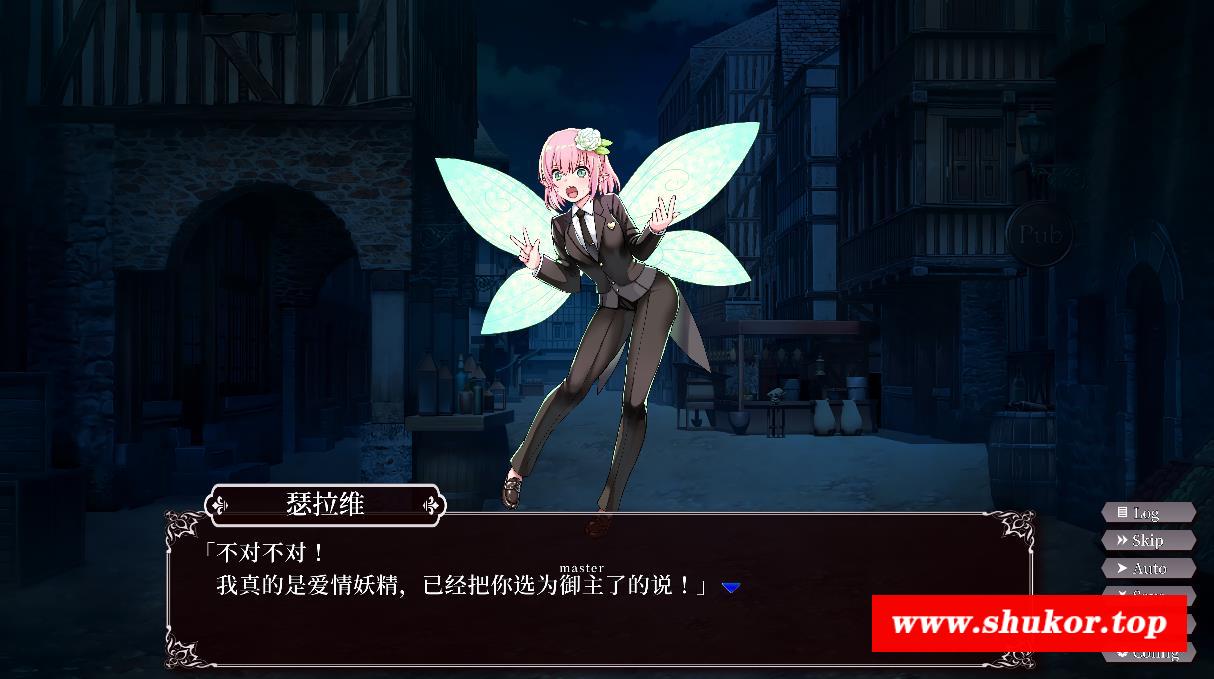 Pub
瑟拉维
「不对不对！
master
我真的是爱情妖精，已经把你选为御主了的说！」
Log
Skip
Auto
www.shukor.top
Config